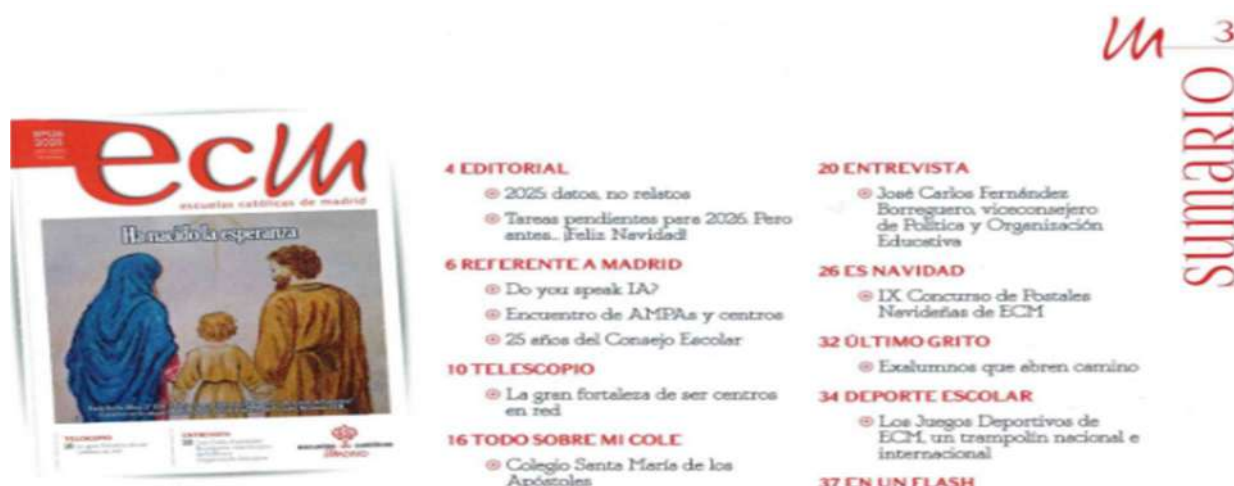 m 3
sumario
Nº126
2025
ecm
escuelas católicas de madrid
Ha nacido la esperanza
TELESCOPIO
ENTREVISTA
escuelas católicas
MADRID
4 EDITORIAL
2025: datos, no relatos
Tareas pendientes para 2026. Pero
antes... ¡Feliz Navidad!
6 REFERENTE A MADRID
Do you speak IA?
Encuentro de AMPAs y centros
25 años del Consejo Escolar
10 TELESCOPIO
La gran fortaleza de ser centros
en red
16 TODO SOBRE MI COLE
Colegio Santa María de los
Apóstoles
20 ENTREVISTA
José Carlos Fernández
Borreguero, viceconsejero
de Política y Organización
Educativa
26 ES NAVIDAD
IX Concurso de Postales
Navideñas de ECM
32 ÚLTIMO GRITO
Exalumnos que abren camino
34 DEPORTE ESCOLAR
Los Juegos Deportivos de
ECM, un trampolín nacional e
internacional
37 EN UN FLASH